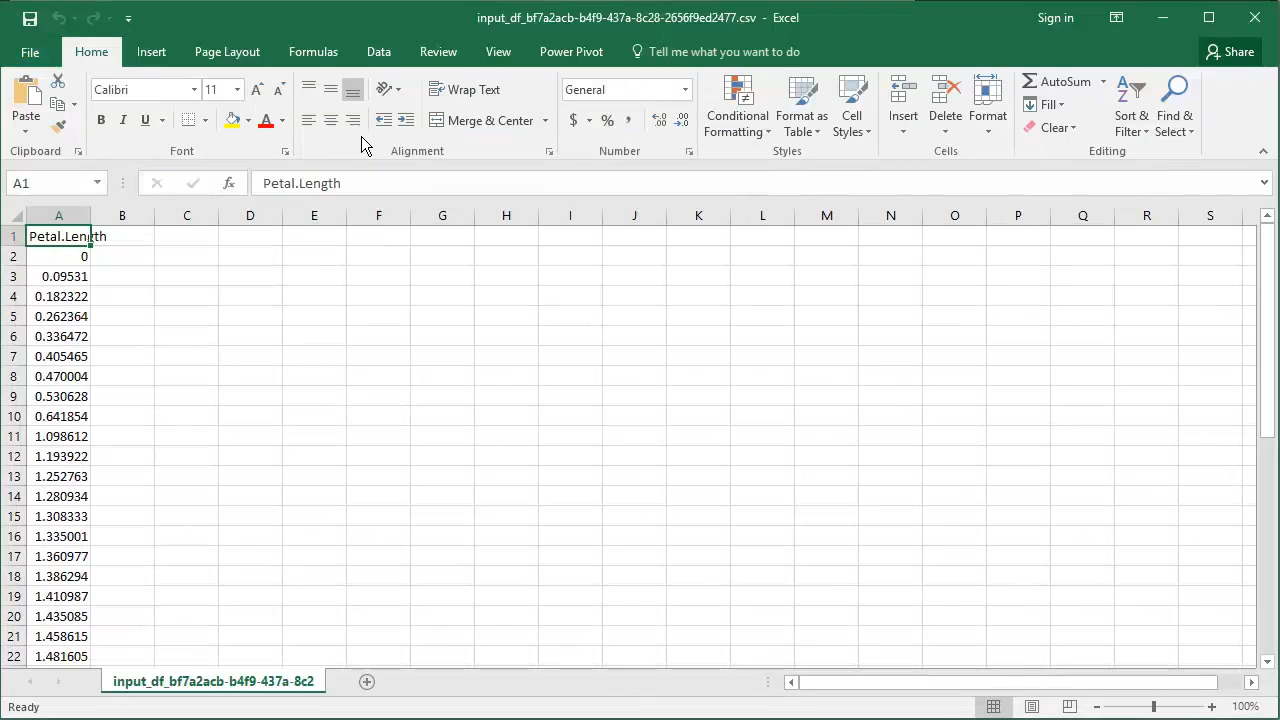 input_df_bf7a2acb-b4f9-437a-8c28-2656f9ed2477.csv - Excel
Sign in
File
Home
Insert
Page Layout
Formulas
Data
Review
View
Power Pivot
Tell me what you want to do
Share
Paste
Calibri
11
B I U
Wrap Text
Merge & Center
General
$ % ,
Conditional
Formatting
Format as
Table
Cell
Styles
Insert
Delete
Format
AutoSum
Fill
Clear
Sort &
Filter
Find &
Select
Clipboard
Font
Alignment
Number
Styles
Cells
Editing
A1
fx
Petal.Length
A B C D E F G H I J K L M N O P Q R S
1 Petal.Length
2 0
3 0.09531
4 0.182322
5 0.262364
6 0.336472
7 0.405465
8 0.470004
9 0.530628
10 0.641854
11 1.098612
12 1.193922
13 1.252763
14 1.280934
15 1.308333
16 1.335001
17 1.360977
18 1.386294
19 1.410987
20 1.435085
21 1.458615
22 1.481605
input_df_bf7a2acb-b4f9-437a-8c2
Ready
100%